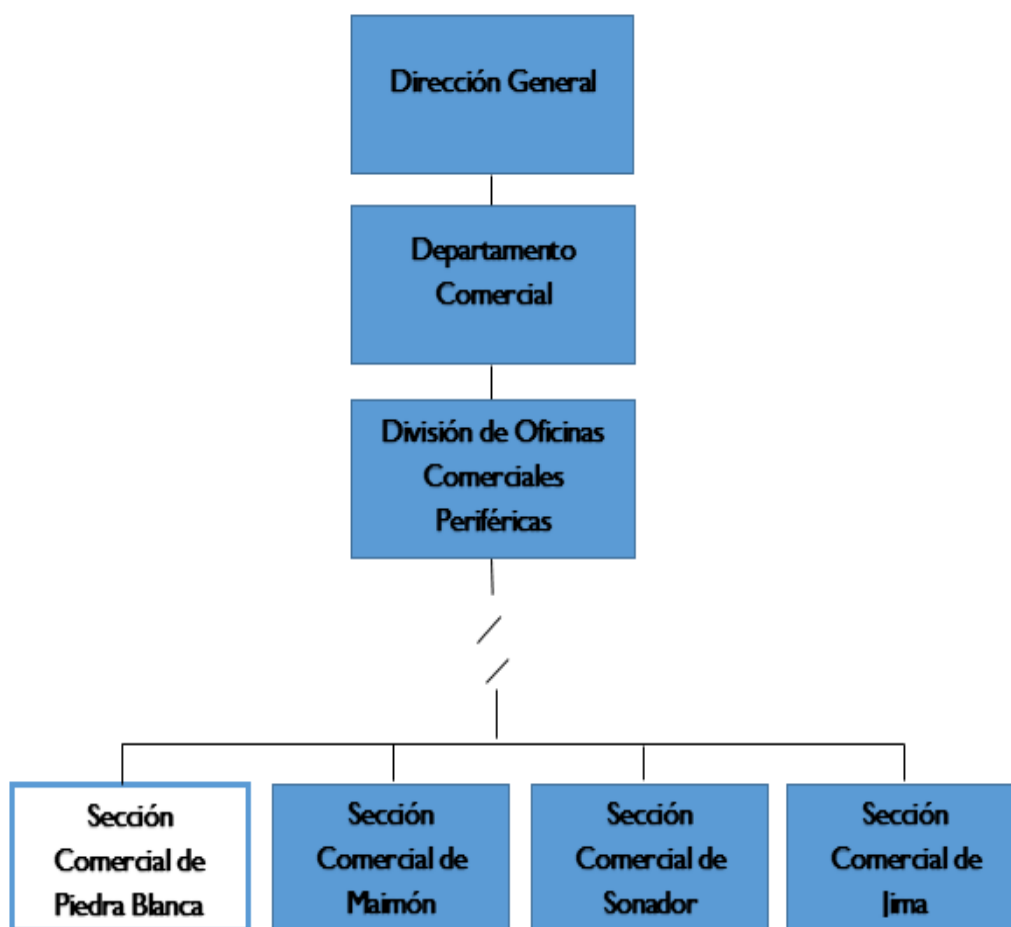 Dirección General
Departamento
Comercial
División de Oficinas
Comerciales
Periféricas
Sección
Comercial de
Piedra Blanca
Sección
Comercial de
Maimón
Sección
Comercial de
Sonador
Sección
Comercial de
Jima